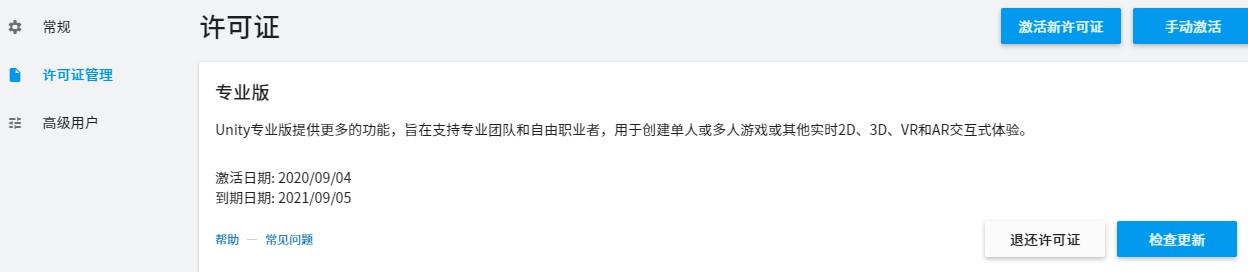 常规
许可证管理
高级用户
许可证
激活新许可证
手动激活
专业版
Unity专业版提供更多的功能，旨在支持专业团队和自由职业者，用于创建单人或多人游戏或其他实时2D、3D、VR和AR交互式体验。
激活日期: 2020/09/04
到期日期: 2021/09/05
帮助 — 常见问题
退还许可证
检查更新